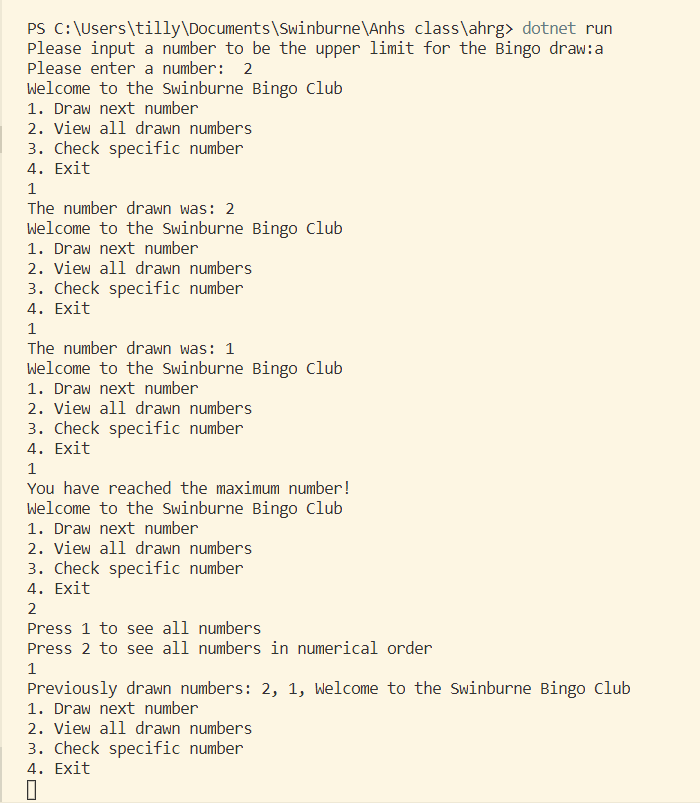 PS C:\Users\tilly\Documents\Swinburne\Anhs class\ahrg> dotnet run
Please input a number to be the upper limit for the Bingo draw:a
Please enter a number:  2
Welcome to the Swinburne Bingo Club
1. Draw next number
2. View all drawn numbers
3. Check specific number
4. Exit
1
The number drawn was: 2
Welcome to the Swinburne Bingo Club
1. Draw next number
2. View all drawn numbers
3. Check specific number
4. Exit
1
The number drawn was: 1
Welcome to the Swinburne Bingo Club
1. Draw next number
2. View all drawn numbers
3. Check specific number
4. Exit
1
You have reached the maximum number!
Welcome to the Swinburne Bingo Club
1. Draw next number
2. View all drawn numbers
3. Check specific number
4. Exit
2
Press 1 to see all numbers
Press 2 to see all numbers in numerical order
1
Previously drawn numbers: 2, 1, Welcome to the Swinburne Bingo Club
1. Draw next number
2. View all drawn numbers
3. Check specific number
4. Exit